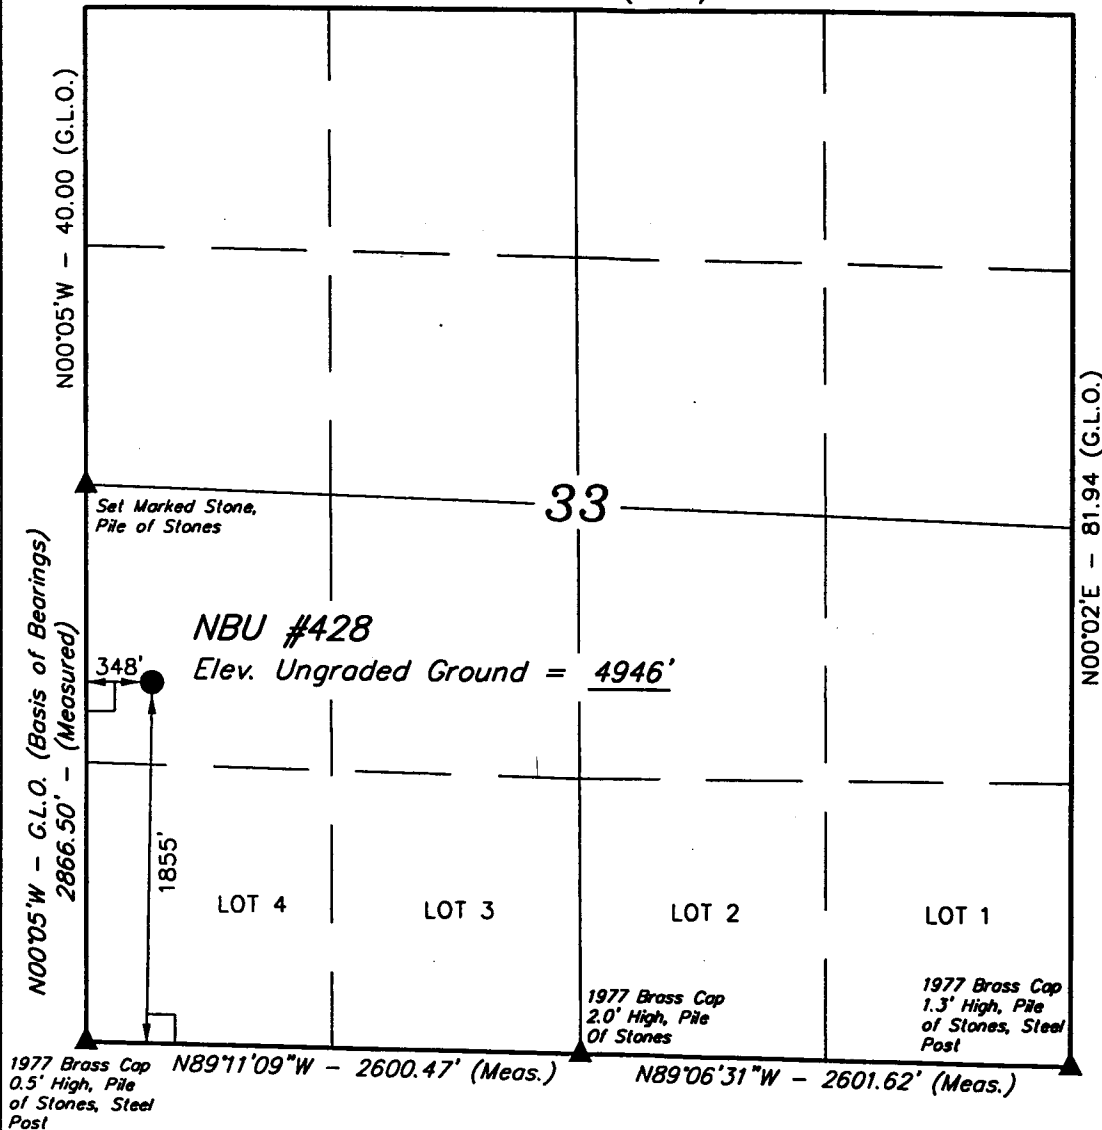 N00°05'W - 40.00 (G.L.O.)
Set Marked Stone,
Pile of Stones
33
N00°02'E - 81.94 (G.L.O.)
N00°05'W - G.L.O. (Basis of Bearings)
2866.50' - (Measured)
NBU #428
Elev. Ungraded Ground = 4946'
348'
1855'
LOT 4
LOT 3
LOT 2
LOT 1
1977 Brass Cap
2.0' High, Pile
Of Stones
1977 Brass Cap
1.3' High, Pile
of Stones, Steel
Post
1977 Brass Cap
0.5' High, Pile
of Stones, Steel
Post
N89°11'09"W - 2600.47' (Meas.)
N89°06'31"W - 2601.62' (Meas.)